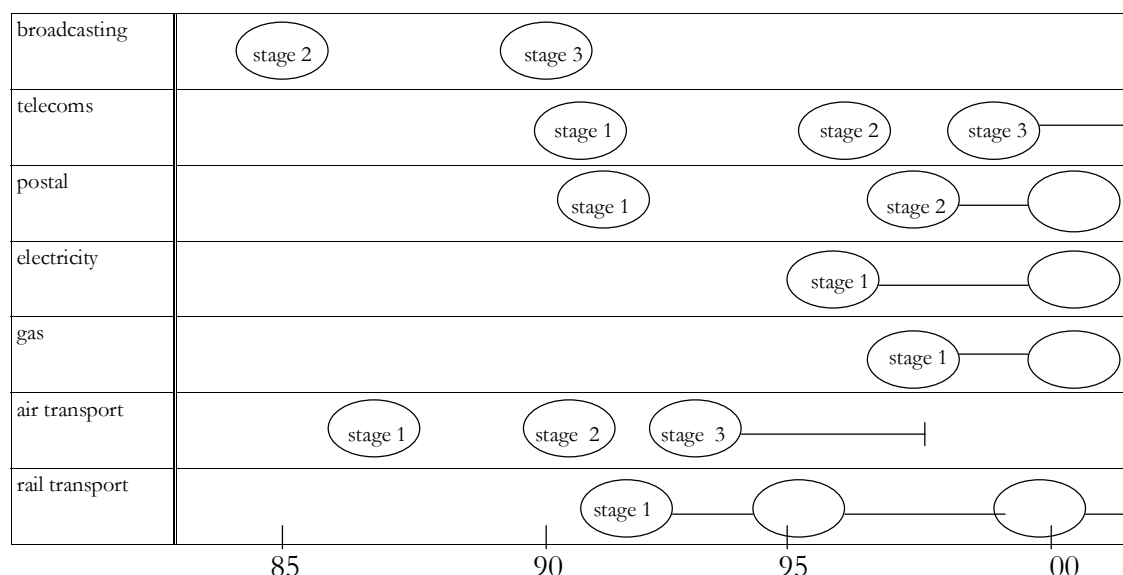 broadcasting
stage 2
stage 3
telecoms
stage 1
stage 2
stage 3
postal
stage 1
stage 2
electricity
stage 1
gas
stage 1
air transport
stage 1
stage 2
stage 3
rail transport
stage 1
85
90
95
00